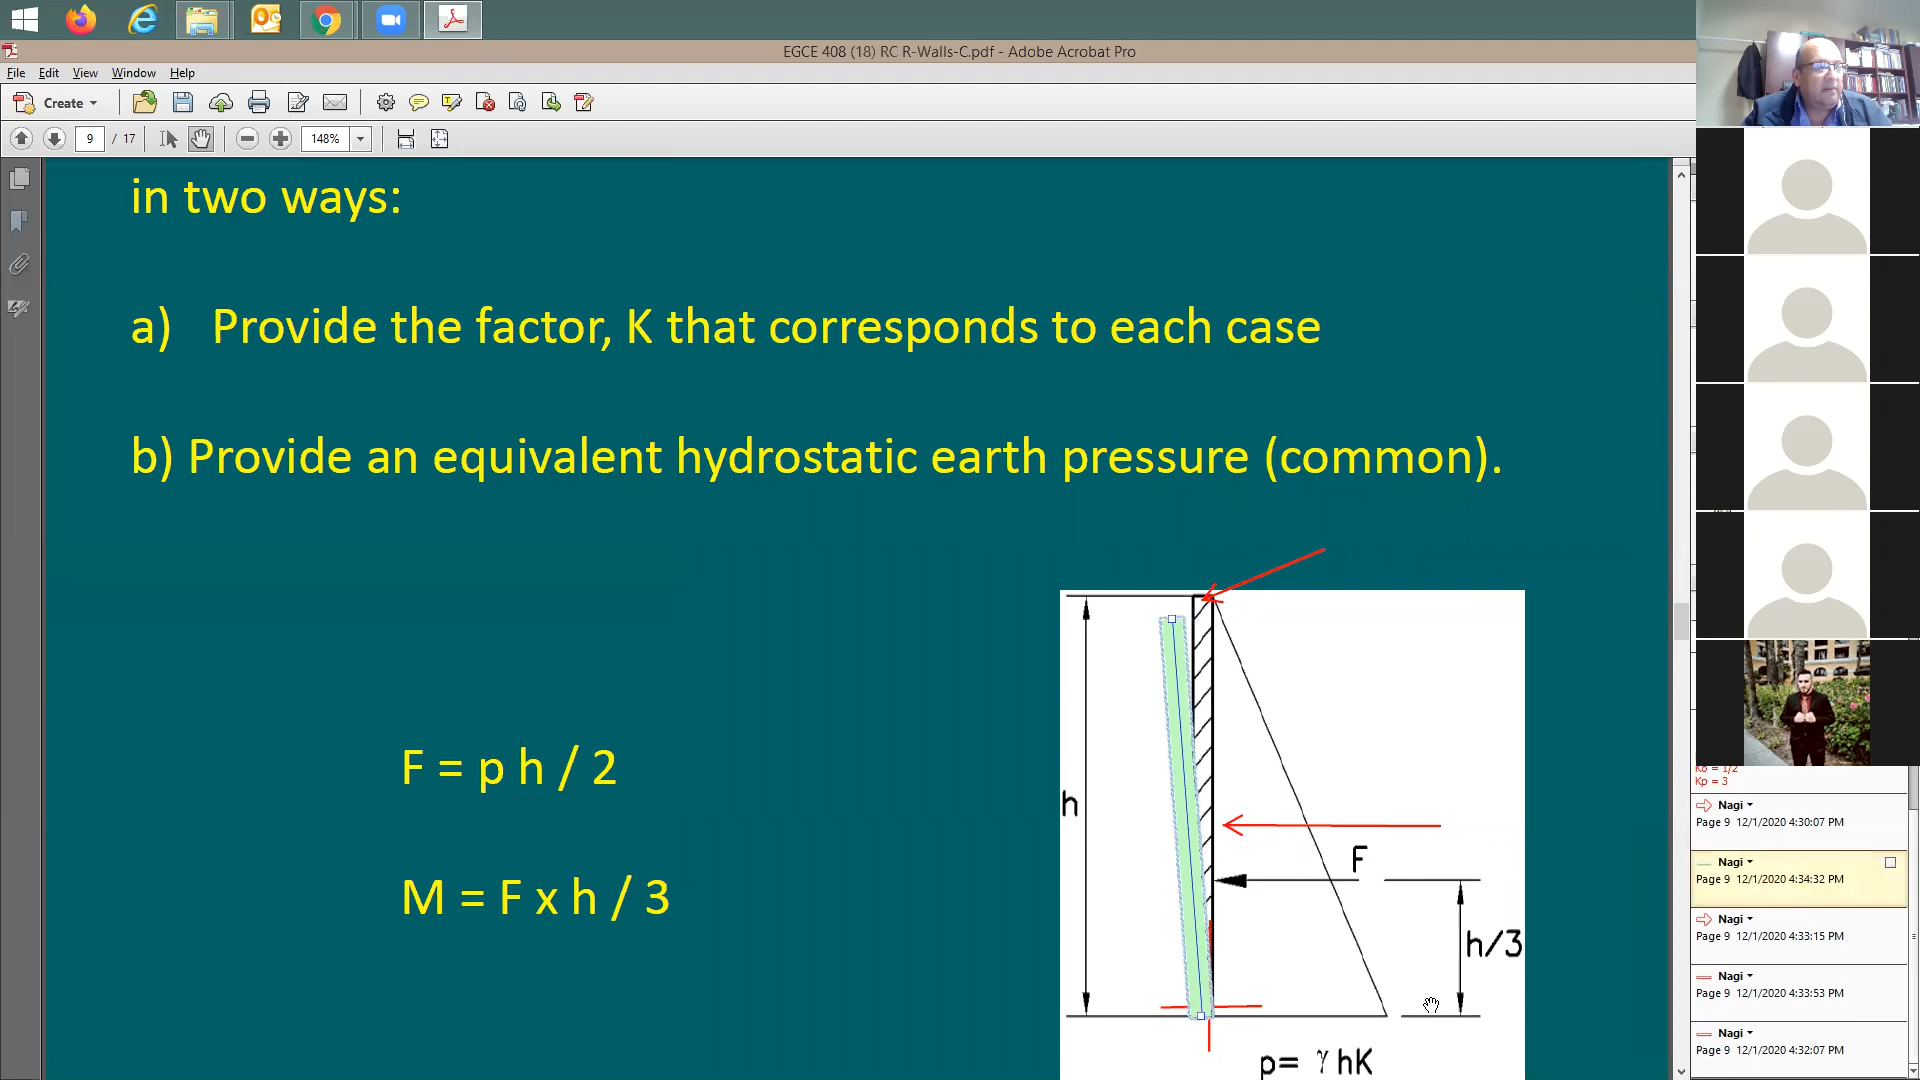 EGCE 408 (18) RC R-Walls-C.pdf - Adobe Acrobat Pro
File Edit View Window Help
Create
9 / 17 148%
in two ways:
a) Provide the factor, K that corresponds to each case
b) Provide an equivalent hydrostatic earth pressure (common).
F = p h / 2
M = F x h / 3
h
F
h/3
p= γ hK
Ko = 1/2
Kp = 3
Nagi
Page 9 12/1/2020 4:30:07 PM
Nagi
Page 9 12/1/2020 4:34:32 PM
Nagi
Page 9 12/1/2020 4:33:15 PM
Nagi
Page 9 12/1/2020 4:33:53 PM
Nagi
Page 9 12/1/2020 4:32:07 PM